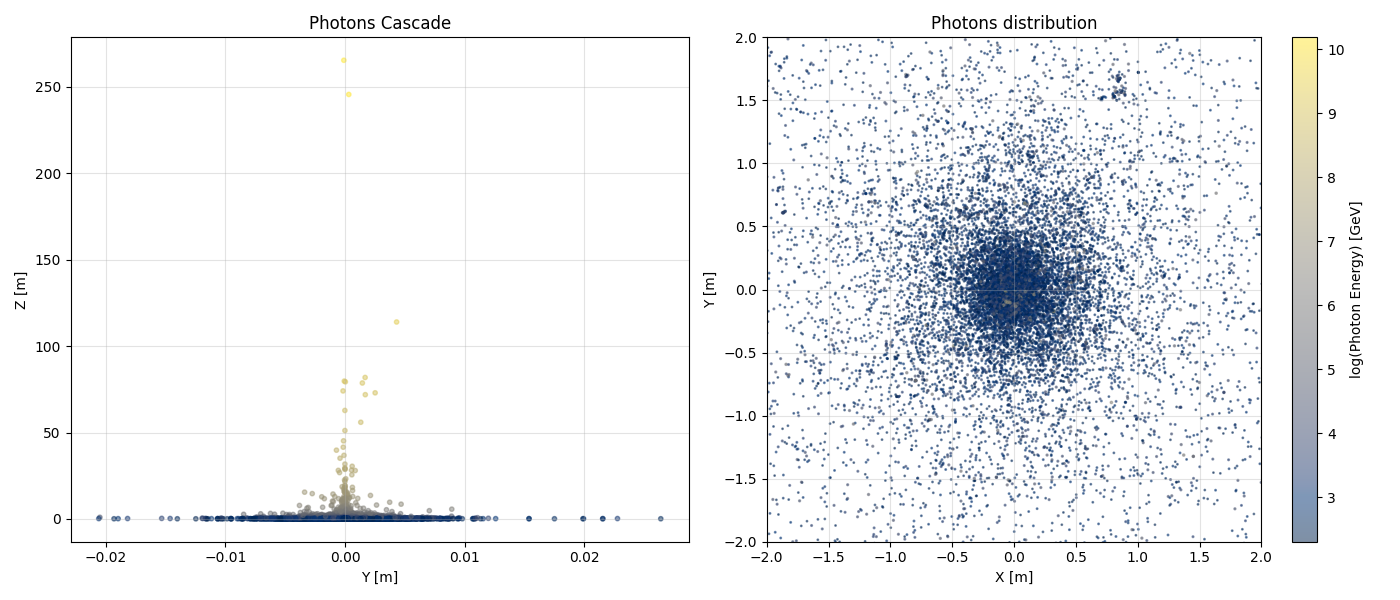 Photons Cascade
Z [m]
250
200
150
100
50
0
−0.02 −0.01 0.00 0.01 0.02
Y [m]
Photons distribution
Y [m]
2.0
1.5
1.0
0.5
0.0
−0.5
−1.0
−1.5
−2.0
−2.0 −1.5 −1.0 −0.5 0.0 0.5 1.0 1.5 2.0
X [m]
10
9
8
7
6
5
4
3
log(Photon Energy) [GeV]